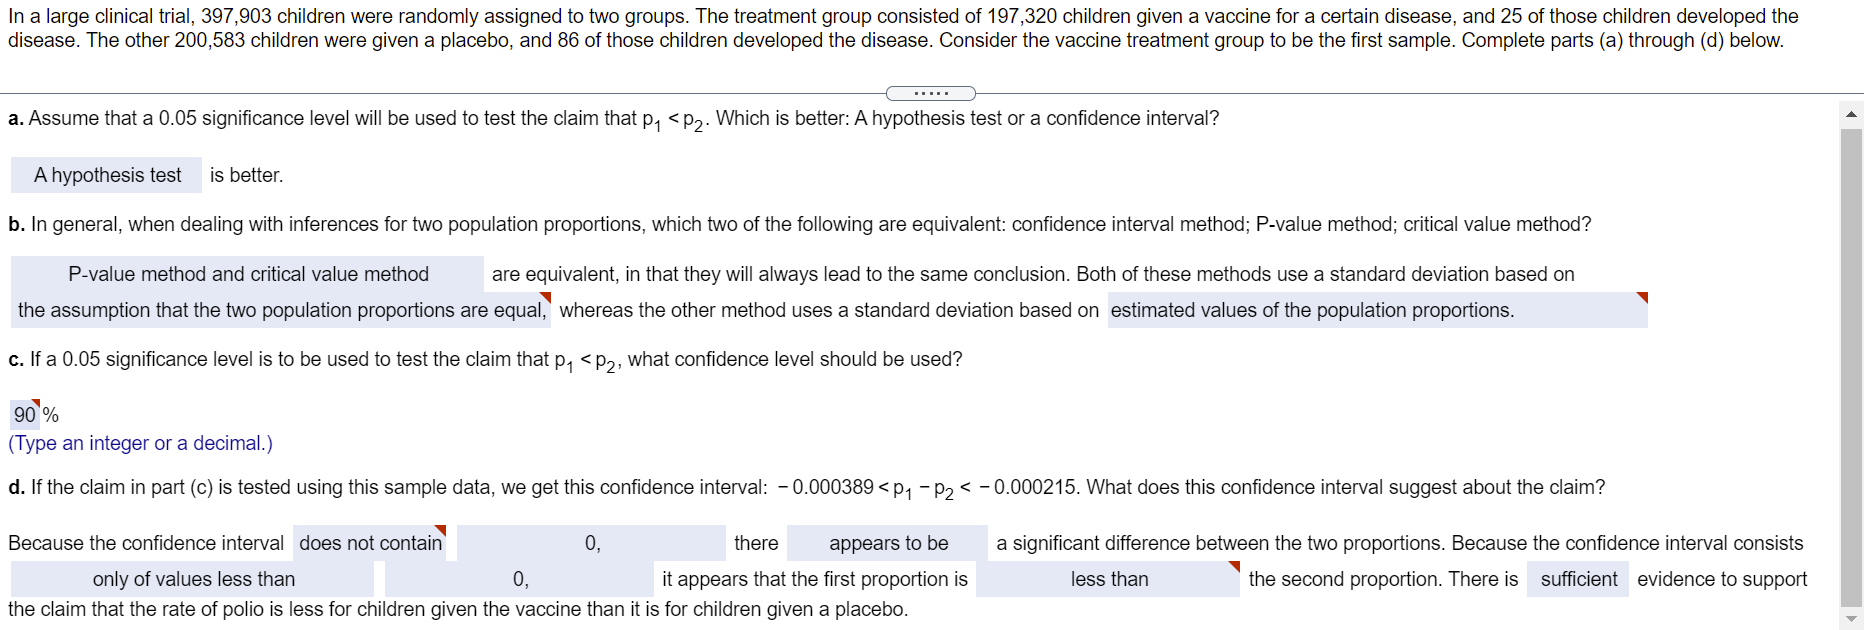 In a large clinical trial, 397,903 children were randomly assigned to two groups. The treatment group consisted of 197,320 children given a vaccine for a certain disease, and 25 of those children developed the
disease. The other 200,583 children were given a placebo, and 86 of those children developed the disease. Consider the vaccine treatment group to be the first sample. Complete parts (a) through (d) below.
a. Assume that a 0.05 significance level will be used to test the claim that p₁ < p₂. Which is better: A hypothesis test or a confidence interval?
A hypothesis test is better.
b. In general, when dealing with inferences for two population proportions, which two of the following are equivalent: confidence interval method; P-value method; critical value method?
P-value method and critical value method are equivalent, in that they will always lead to the same conclusion. Both of these methods use a standard deviation based on
the assumption that the two population proportions are equal, whereas the other method uses a standard deviation based on estimated values of the population proportions.
c. If a 0.05 significance level is to be used to test the claim that p₁ < p₂, what confidence level should be used?
90 %
(Type an integer or a decimal.)
d. If the claim in part (c) is tested using this sample data, we get this confidence interval: −0.000389 < p₁ − p₂ < −0.000215. What does this confidence interval suggest about the claim?
Because the confidence interval does not contain 0, there appears to be a significant difference between the two proportions. Because the confidence interval consists
only of values less than 0, it appears that the first proportion is less than the second proportion. There is sufficient evidence to support
the claim that the rate of polio is less for children given the vaccine than it is for children given a placebo.